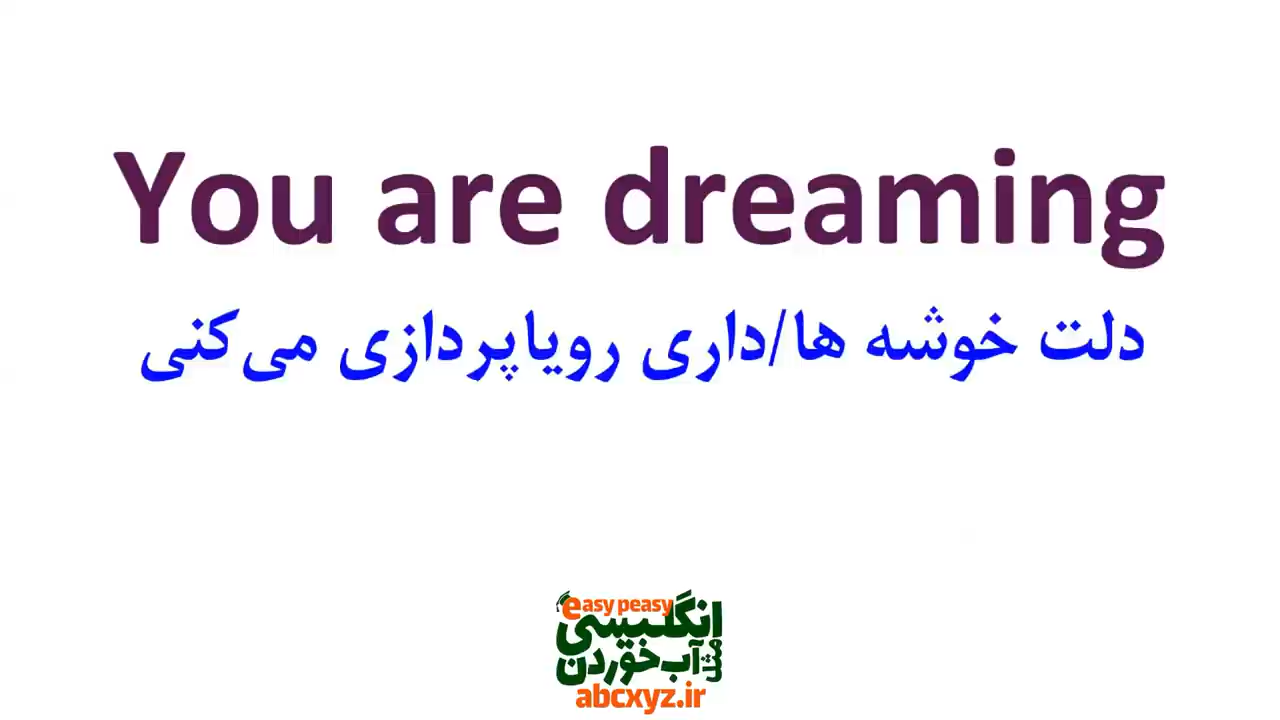 You are dreaming
دلت خوشه ها/داری رویاپردازی می‌کنی
easy peasy
انگلیسی
مثل آب خوردن
abcxyz.ir